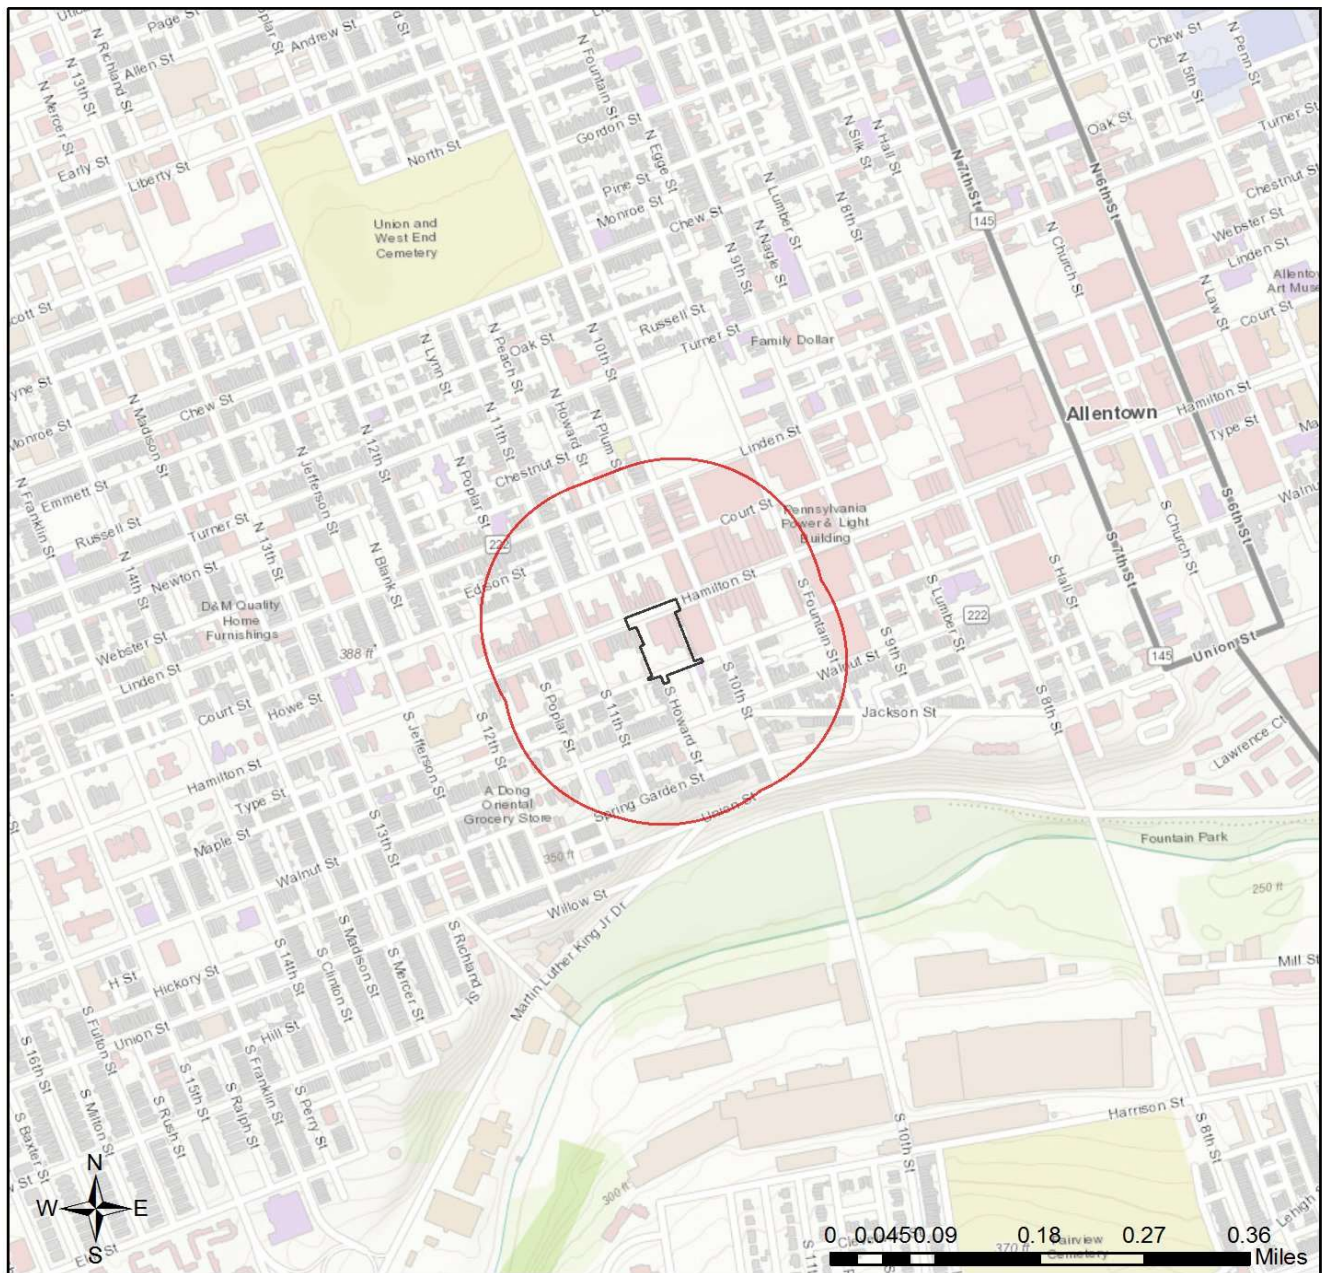 Page St
Andrew St
Allen St
N Richland St
N 13th St
N Mercer St
Early St
Liberty St
North St
N Fountain St
Gordon St
N Egge St
Pine St
Monroe St
Chew St
N Lumber St
N Nagle St
N 9th St
N 8th St
N Silk St
N Hall St
N 7th St
145
N 6th St
Oak St
Chew St
N 5th St
N Penn St
Turner St
Chestnut St
Webster St
Linden St
N Church St
N Law St
Court St
Union and
West End
Cemetery
Russell St
Turner St
Family Dollar
N Lynn St
N Peach St
Oak St
N 10th St
N Howard St
N Plum S
N 11th St
Chestnut St
N Poplar St
N Madison St
Chew St
Monroe St
Emmett St
N Franklin St
Russell St
Turner St
N Jefferson St
N 12th St
N Blank St
N 13th St
N 14th St
Newton St
Webster St
Linden St
D&M Quality
Home
Furnishings
388 ft
Court St
Howe St
Hamilton St
Type St
Maple St
Walnut St
Linden St
Court St
Pennsylvania
Power & Light
Building
Allentown
Hamilton St
Type St
S 6th St
S 7th St
S Church St
S Hall St
222
Edison St
Hamilton St
S Fountain St
S 9th St
S Lumber St
222
Walnut St
145
Union St
S 8th St
Jackson St
Lawrence Ct
S Poplar St
S 11th St
S Howard St
S 10th St
S 12th St
S Jefferson St
S 13th St
A Dong
Oriental
Grocery Store
Spring Garden St
Union St
350 ft
Willow St
Martin Luther King Jr Dr
Fountain Park
250 ft
Mill St
S Richland S
S Mercer St
S Madison St
S Clinton St
S 14th St
H St
Hickory St
Union St
Hill St
S Fulton St
S 16th St
S Baxter St
S Milton St
S Rush St
S 15th St
S Ralph St
S Franklin St
S Perry St
300 ft
S 10th St
Harrison St
S 8th St
Fairview
Cemetery
370 ft
N
W E
S
0 0.0450.09 0.18 0.27 0.36
Miles